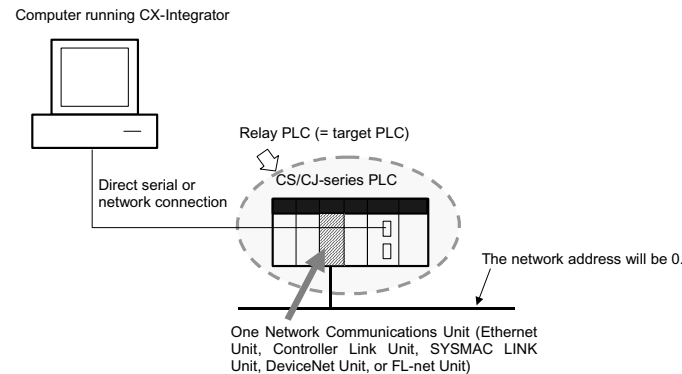 Computer running CX-Integrator
Relay PLC (= target PLC)
CS/CJ-series PLC
Direct serial or
network connection
The network address will be 0.
One Network Communications Unit (Ethernet
Unit, Controller Link Unit, SYSMAC LINK
Unit, DeviceNet Unit, or FL-net Unit)